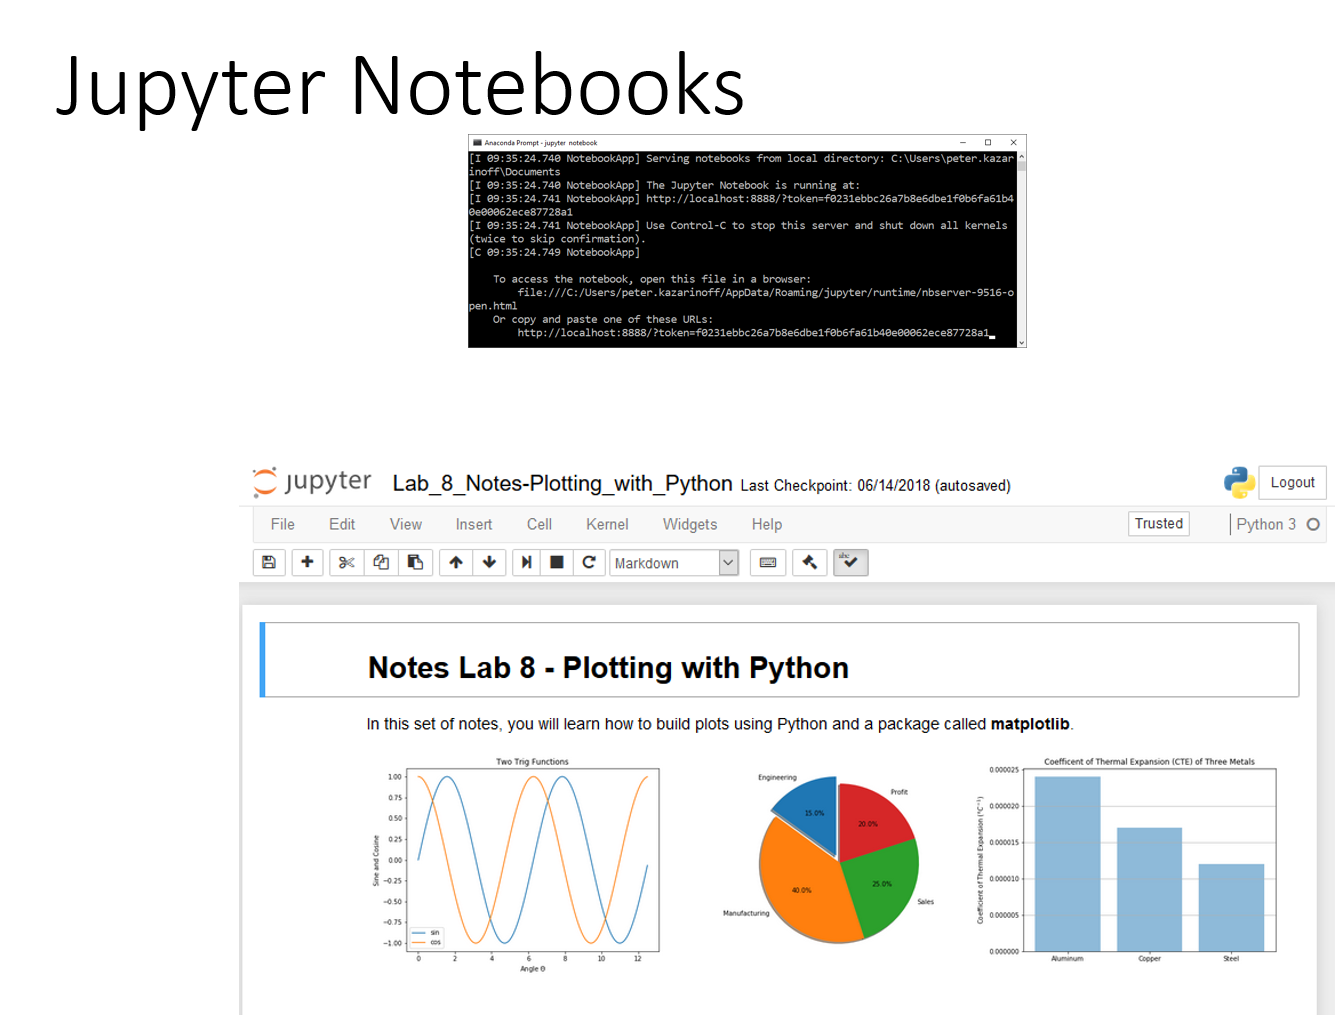 Jupyter Notebooks
Anaconda Prompt - jupyter notebook
[I 09:35:24.740 NotebookApp] Serving notebooks from local directory: C:\Users\peter.kazar
inoff\Documents
[I 09:35:24.740 NotebookApp] The Jupyter Notebook is running at:
[I 09:35:24.741 NotebookApp] http://localhost:8888/?token=f0231ebbc26a7b8e6dbe1f0b6fa61b4
0e00062ece87728a1
[I 09:35:24.741 NotebookApp] Use Control-C to stop this server and shut down all kernels
(twice to skip confirmation).
[C 09:35:24.749 NotebookApp]
To access the notebook, open this file in a browser:
file:///C:/Users/peter.kazarinoff/AppData/Roaming/jupyter/runtime/nbserver-9516-o
pen.html
Or copy and paste one of these URLs:
http://localhost:8888/?token=f0231ebbc26a7b8e6dbe1f0b6fa61b40e00062ece87728a1
jupyter Lab_8_Notes-Plotting_with_Python Last Checkpoint: 06/14/2018 (autosaved) Logout
File Edit View Insert Cell Kernel Widgets Help Trusted Python 3
Markdown abc
Notes Lab 8 - Plotting with Python
In this set of notes, you will learn how to build plots using Python and a package called matplotlib.
Two Trig Functions
1.00
0.75
0.50
0.25
0.00
−0.25
−0.50
−0.75
−1.00
Sine and Cosine
sin
cos
0 2 4 6 8 10 12
Angle Θ
Engineering
Profit
15.0%
20.0%
40.0%
25.0%
Sales
Manufacturing
Coefficent of Thermal Expansion (CTE) of Three Metals
0.000025
0.000020
0.000015
0.000010
0.000005
0.000000
Coefficient of Thermal Expansion (°C⁻¹)
Aluminum Copper Steel